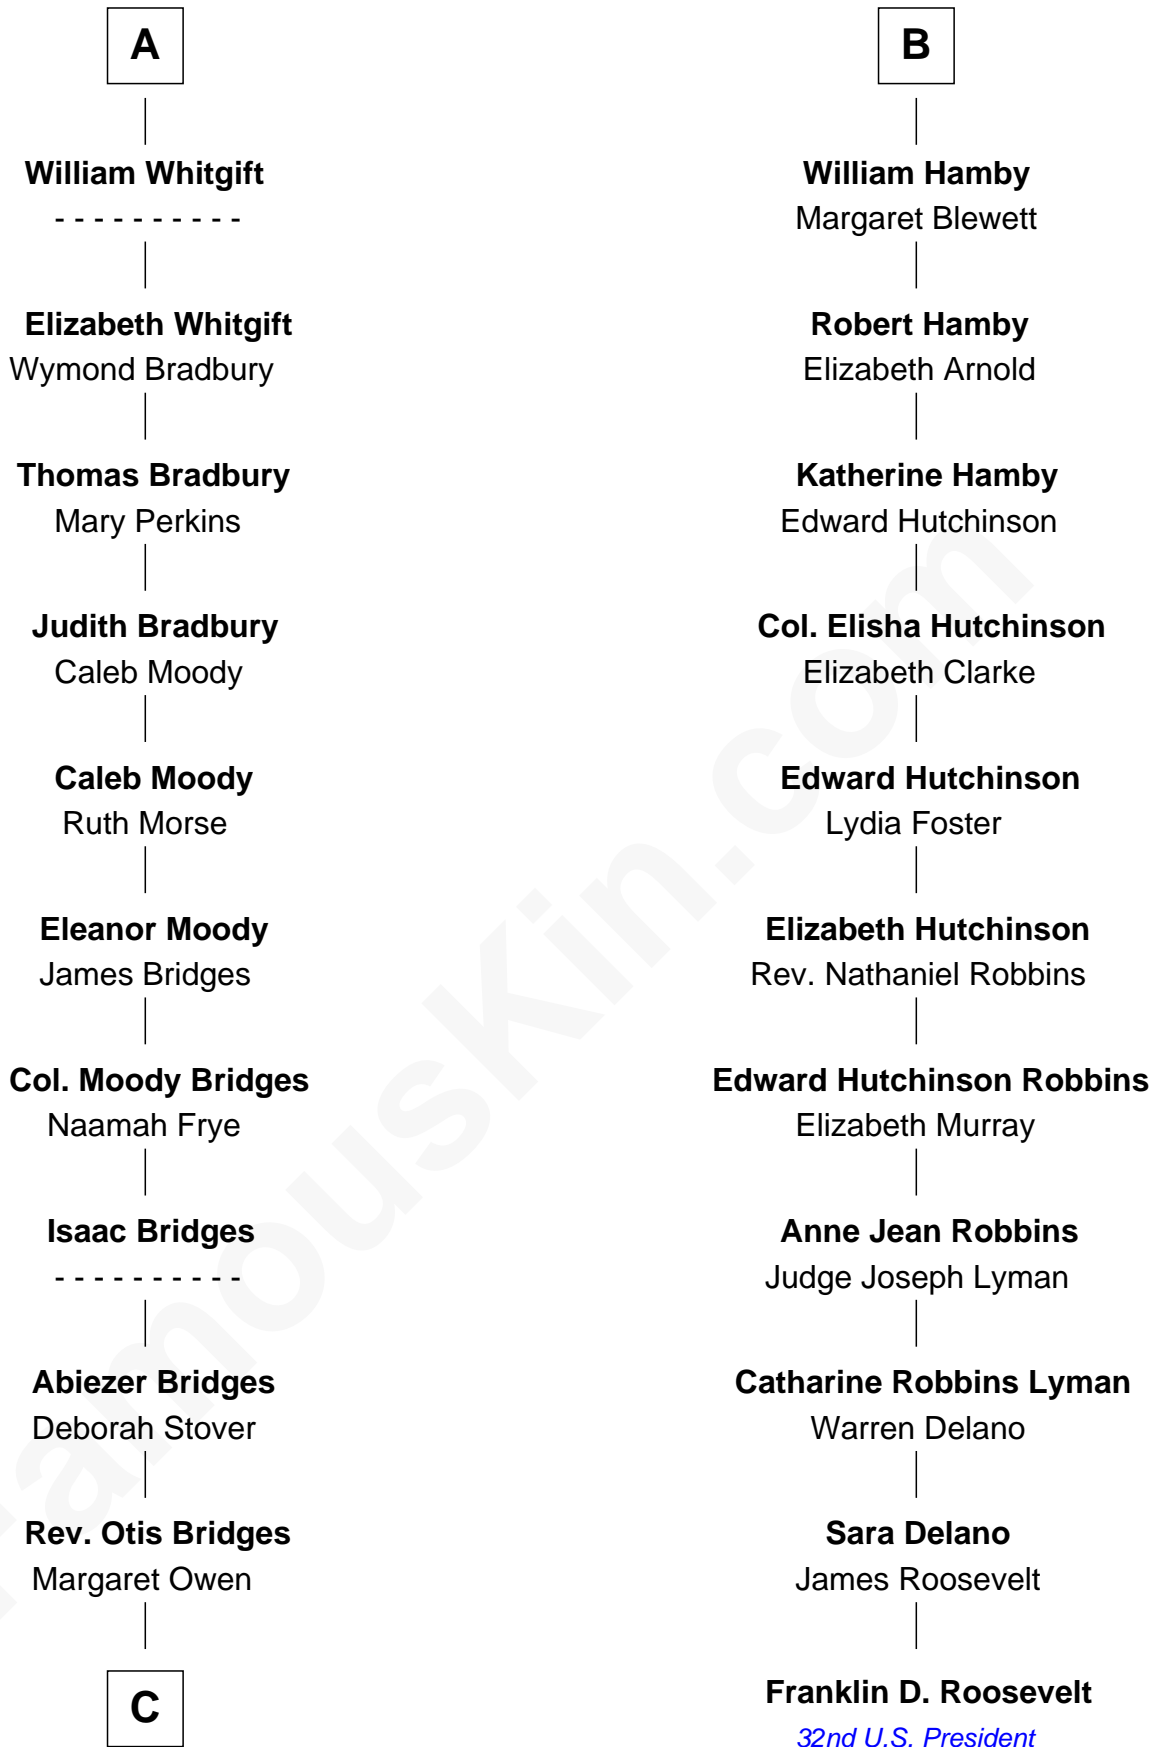 A
William Whitgift
- - - - - - - - - -
Elizabeth Whitgift
Wymond Bradbury
Thomas Bradbury
Mary Perkins
Judith Bradbury
Caleb Moody
Caleb Moody
Ruth Morse
Eleanor Moody
James Bridges
Col. Moody Bridges
Naamah Frye
Isaac Bridges
- - - - - - - - - -
Abiezer Bridges
Deborah Stover
Rev. Otis Bridges
Margaret Owen
C
B
William Hamby
Margaret Blewett
Robert Hamby
Elizabeth Arnold
Katherine Hamby
Edward Hutchinson
Col. Elisha Hutchinson
Elizabeth Clarke
Edward Hutchinson
Lydia Foster
Elizabeth Hutchinson
Rev. Nathaniel Robbins
Edward Hutchinson Robbins
Elizabeth Murray
Anne Jean Robbins
Judge Joseph Lyman
Catharine Robbins Lyman
Warren Delano
Sara Delano
James Roosevelt
Franklin D. Roosevelt
32nd U.S. President
FamousKin.com